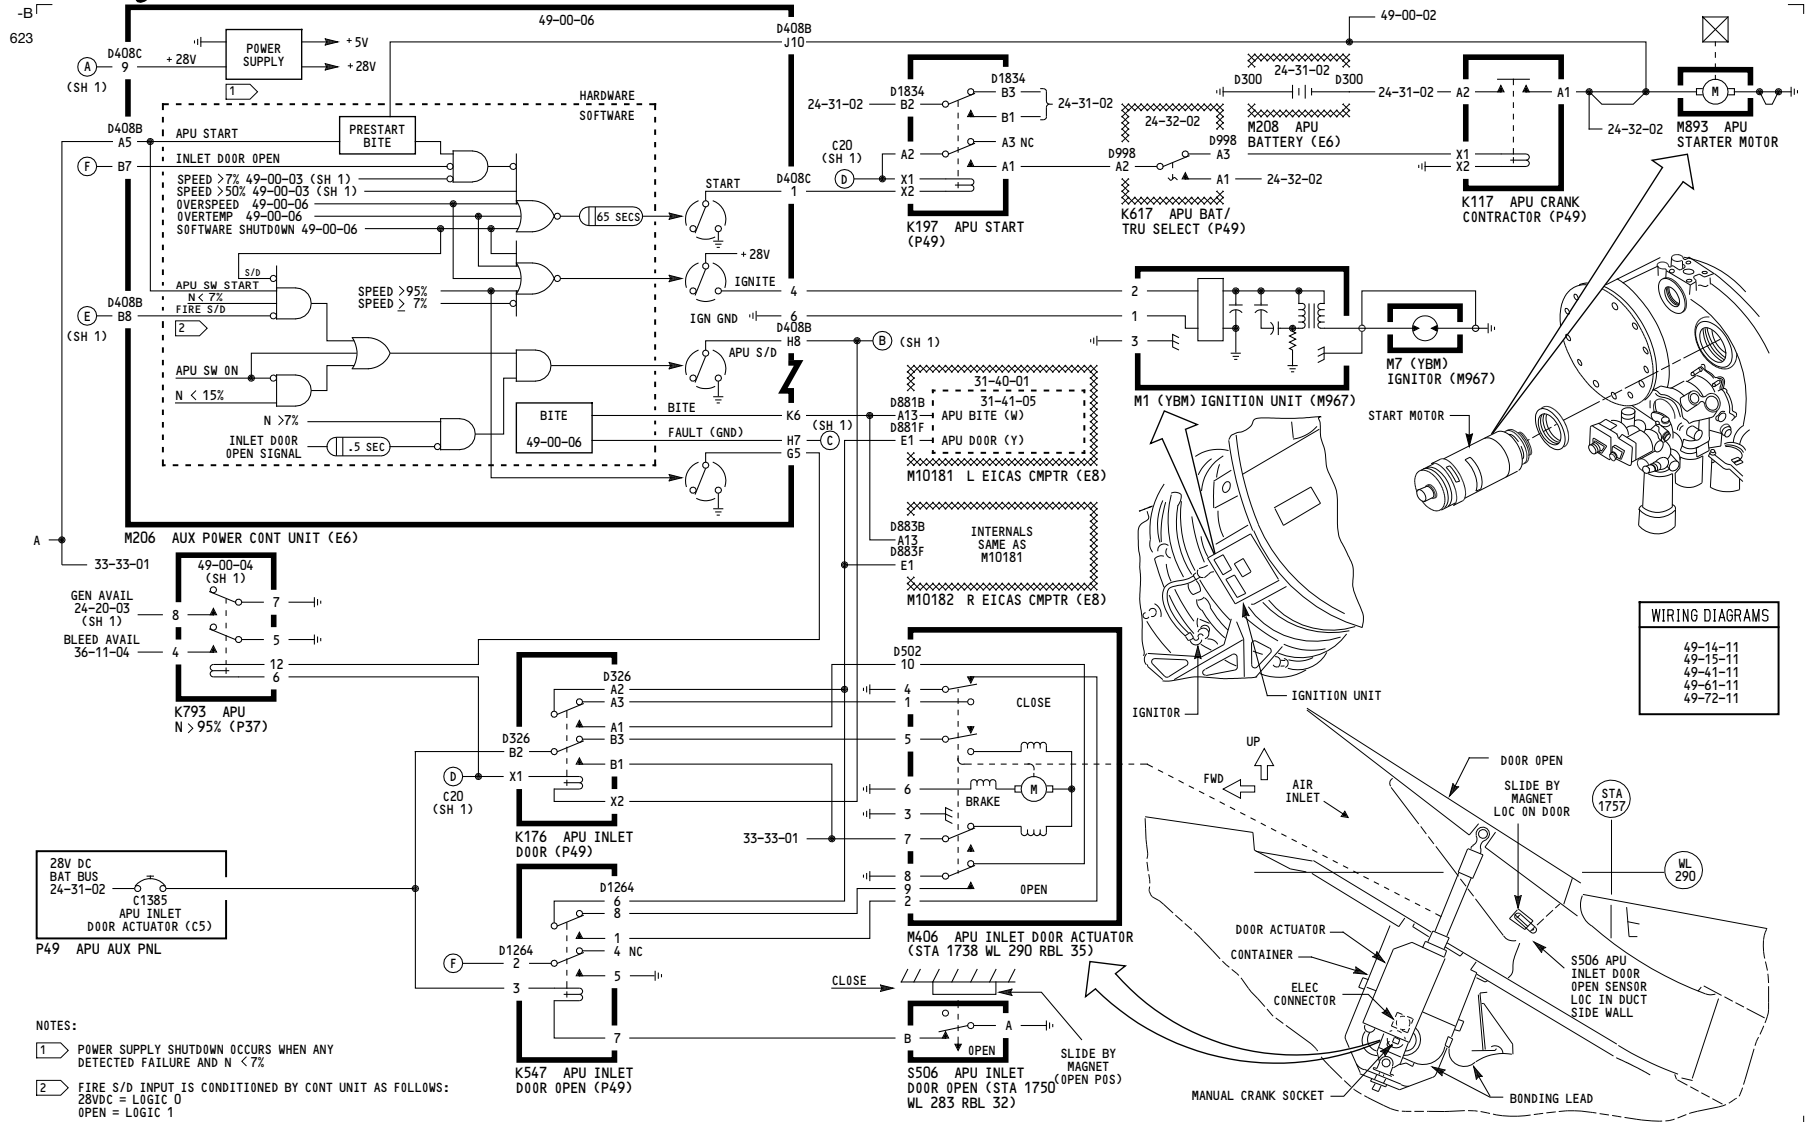 -B
623
49-00-06
D408B
J10
49-00-02
D408C
9
+28V
POWER
SUPPLY
+5V
+28V
A
(SH 1)
1
HARDWARE
SOFTWARE
D408B
A5
APU START
PRESTART
BITE
F
B7
INLET DOOR OPEN
SPEED >7% 49-00-03 (SH 1)
SPEED >50% 49-00-03 (SH 1)
OVERSPEED 49-00-06
OVERTEMP 49-00-06
SOFTWARE SHUTDOWN 49-00-06
65 SECS
START
D408C
1
S/D
APU SW START
N < 7%
FIRE S/D
D408B
E
B8
(SH 1)
2
SPEED >95%
SPEED ≥ 7%
+28V
IGNITE
4
IGN GND
6
D408B
H8
APU S/D
B
(SH 1)
APU SW ON
N < 15%
N >7%
INLET DOOR
OPEN SIGNAL
.5 SEC
BITE
49-00-06
BITE
K6
FAULT (GND)
H7
G5
(SH 1)
C
M206 AUX POWER CONT UNIT (E6)
A
33-33-01
24-31-02
D1834
B2
D1834
B3
B1
24-31-02
C20
(SH 1)
D
A2
A3 NC
A1
X1
X2
K197 APU START
(P49)
24-32-02
D998
A2
D998
A3
A1
24-32-02
K617 APU BAT/
TRU SELECT (P49)
D300
24-31-02
D300
M208 APU
BATTERY (E6)
24-31-02
A2
A1
X1
X2
K117 APU CRANK
CONTRACTOR (P49)
24-32-02
M
M893 APU
STARTER MOTOR
2
1
3
M1 (YBM) IGNITION UNIT (M967)
M7 (YBM)
IGNITOR (M967)
START MOTOR
31-40-01
31-41-05
D881B
A13
APU BITE (W)
D881F
E1
APU DOOR (Y)
M10181 L EICAS CMPTR (E8)
D883B
A13
D883F
E1
INTERNALS
SAME AS
M10181
M10182 R EICAS CMPTR (E8)
49-00-04
(SH 1)
GEN AVAIL
24-20-03
(SH 1)
8
7
BLEED AVAIL
36-11-04
4
5
12
6
K793 APU
N >95% (P37)
D326
A2
A3
A1
D326
B2
B3
B1
D
X1
C20
(SH 1)
X2
K176 APU INLET
DOOR (P49)
28V DC
BAT BUS
24-31-02
C1385
APU INLET
DOOR ACTUATOR (C5)
P49 APU AUX PNL
D1264
6
8
1
D1264
F
2
4 NC
5
3
7
K547 APU INLET
DOOR OPEN (P49)
D502
10
4
1
CLOSE
5
6
BRAKE
M
3
33-33-01
7
8
9
OPEN
2
M406 APU INLET DOOR ACTUATOR
(STA 1738 WL 290 RBL 35)
CLOSE
B
A
OPEN
SLIDE BY
MAGNET
(OPEN POS)
S506 APU INLET
DOOR OPEN (STA 1750
WL 283 RBL 32)
IGNITION UNIT
IGNITOR
WIRING DIAGRAMS
49-14-11
49-15-11
49-41-11
49-61-11
49-72-11
UP
FWD
AIR
INLET
DOOR OPEN
SLIDE BY
MAGNET
LOC ON DOOR
STA
1757
WL
290
DOOR ACTUATOR
CONTAINER
ELEC
CONNECTOR
S506 APU
INLET DOOR
OPEN SENSOR
LOC IN DUCT
SIDE WALL
MANUAL CRANK SOCKET
BONDING LEAD
NOTES:
1 POWER SUPPLY SHUTDOWN OCCURS WHEN ANY
DETECTED FAILURE AND N <7%
2 FIRE S/D INPUT IS CONDITIONED BY CONT UNIT AS FOLLOWS:
28VDC = LOGIC 0
OPEN = LOGIC 1